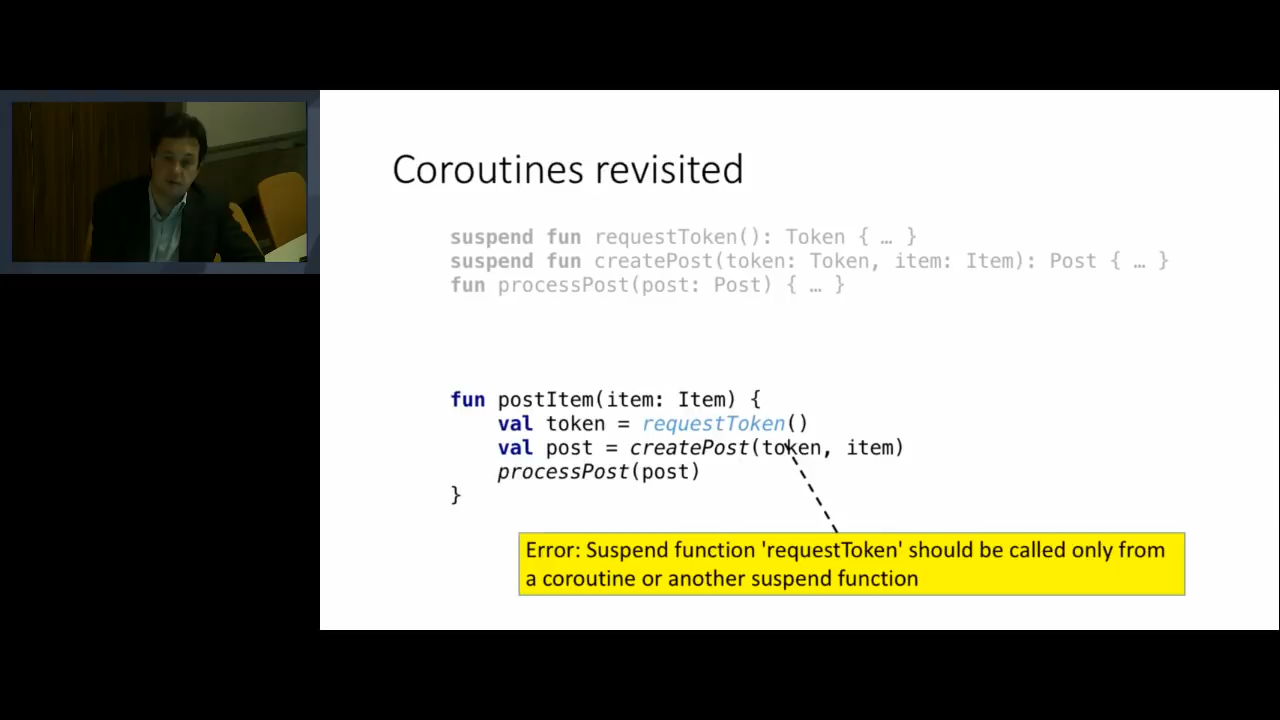 Coroutines revisited
suspend fun requestToken(): Token { … }
suspend fun createPost(token: Token, item: Item): Post { … }
fun processPost(post: Post) { … }
fun postItem(item: Item) {
    val token = requestToken()
    val post = createPost(token, item)
    processPost(post)
}
Error: Suspend function 'requestToken' should be called only from
a coroutine or another suspend function